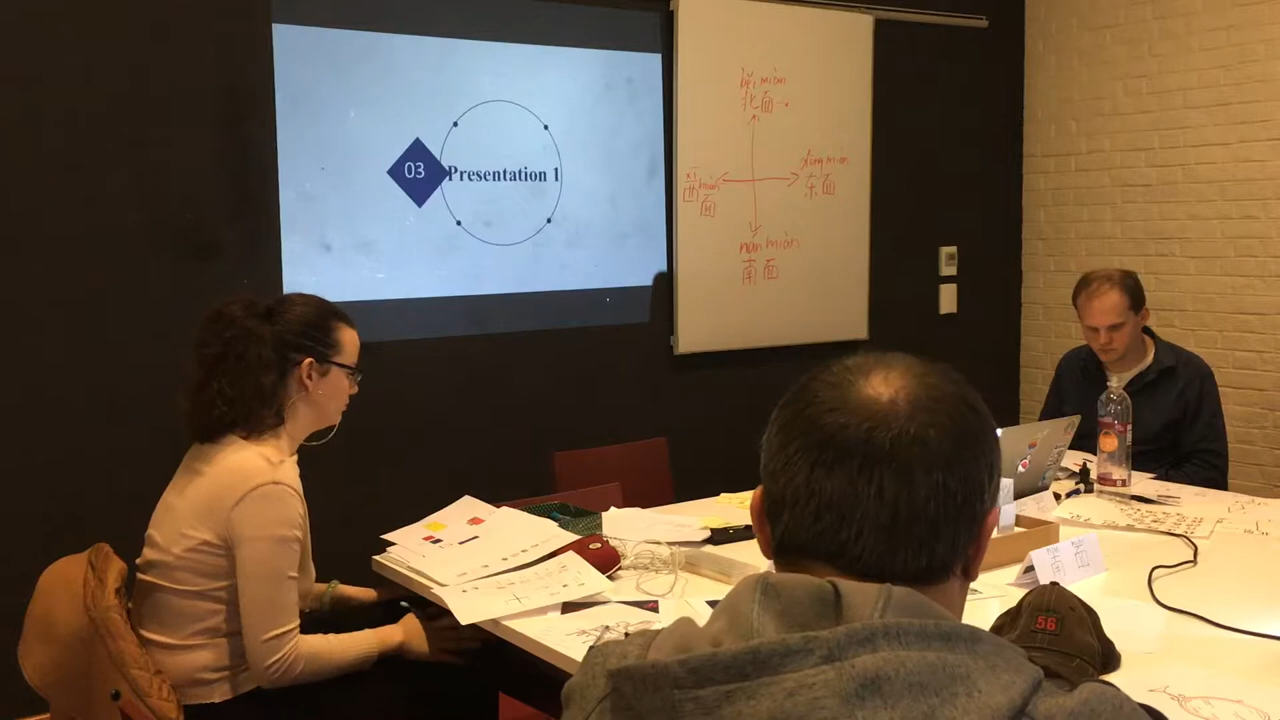 03
Presentation 1
běi miàn
北面
xī miàn
西面
dōng miàn
东面
nán miàn
南面
56